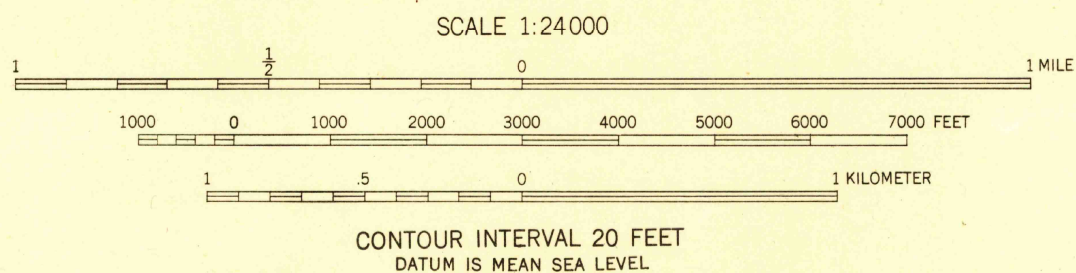 SCALE 1:24000
1 1/2 0 1 MILE
1000 0 1000 2000 3000 4000 5000 6000 7000 FEET
1 .5 0 1 KILOMETER
CONTOUR INTERVAL 20 FEET
DATUM IS MEAN SEA LEVEL